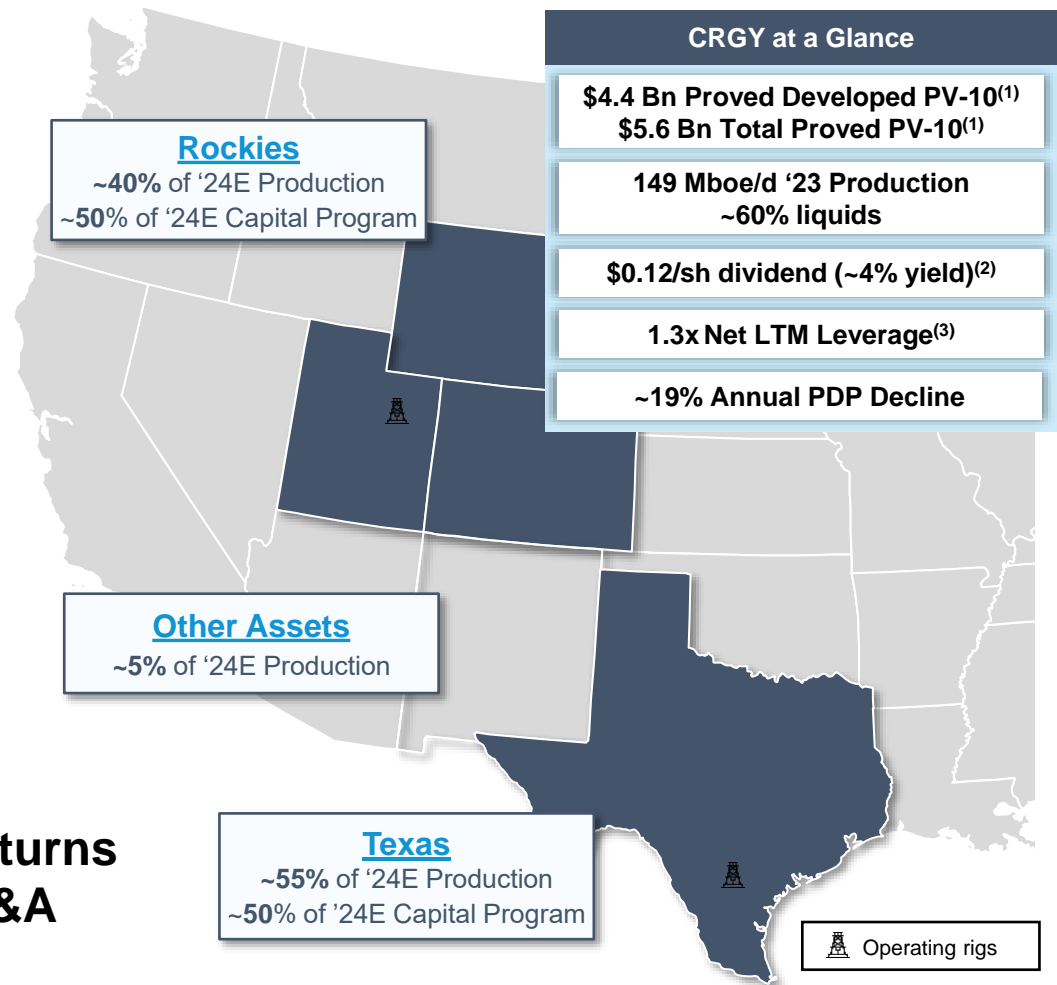 CRGY at a Glance
$4.4 Bn Proved Developed PV-10(1)
$5.6 Bn Total Proved PV-10(1)
149 Mboe/d ‘23 Production
~60% liquids
$0.12/sh dividend (~4% yield)(2)
1.3x Net LTM Leverage(3)
~19% Annual PDP Decline
Rockies
~40% of ‘24E Production
~50% of ‘24E Capital Program
Other Assets
~5% of ‘24E Production
Texas
~55% of ‘24E Production
~50% of ‘24E Capital Program
turns
&A
Operating rigs